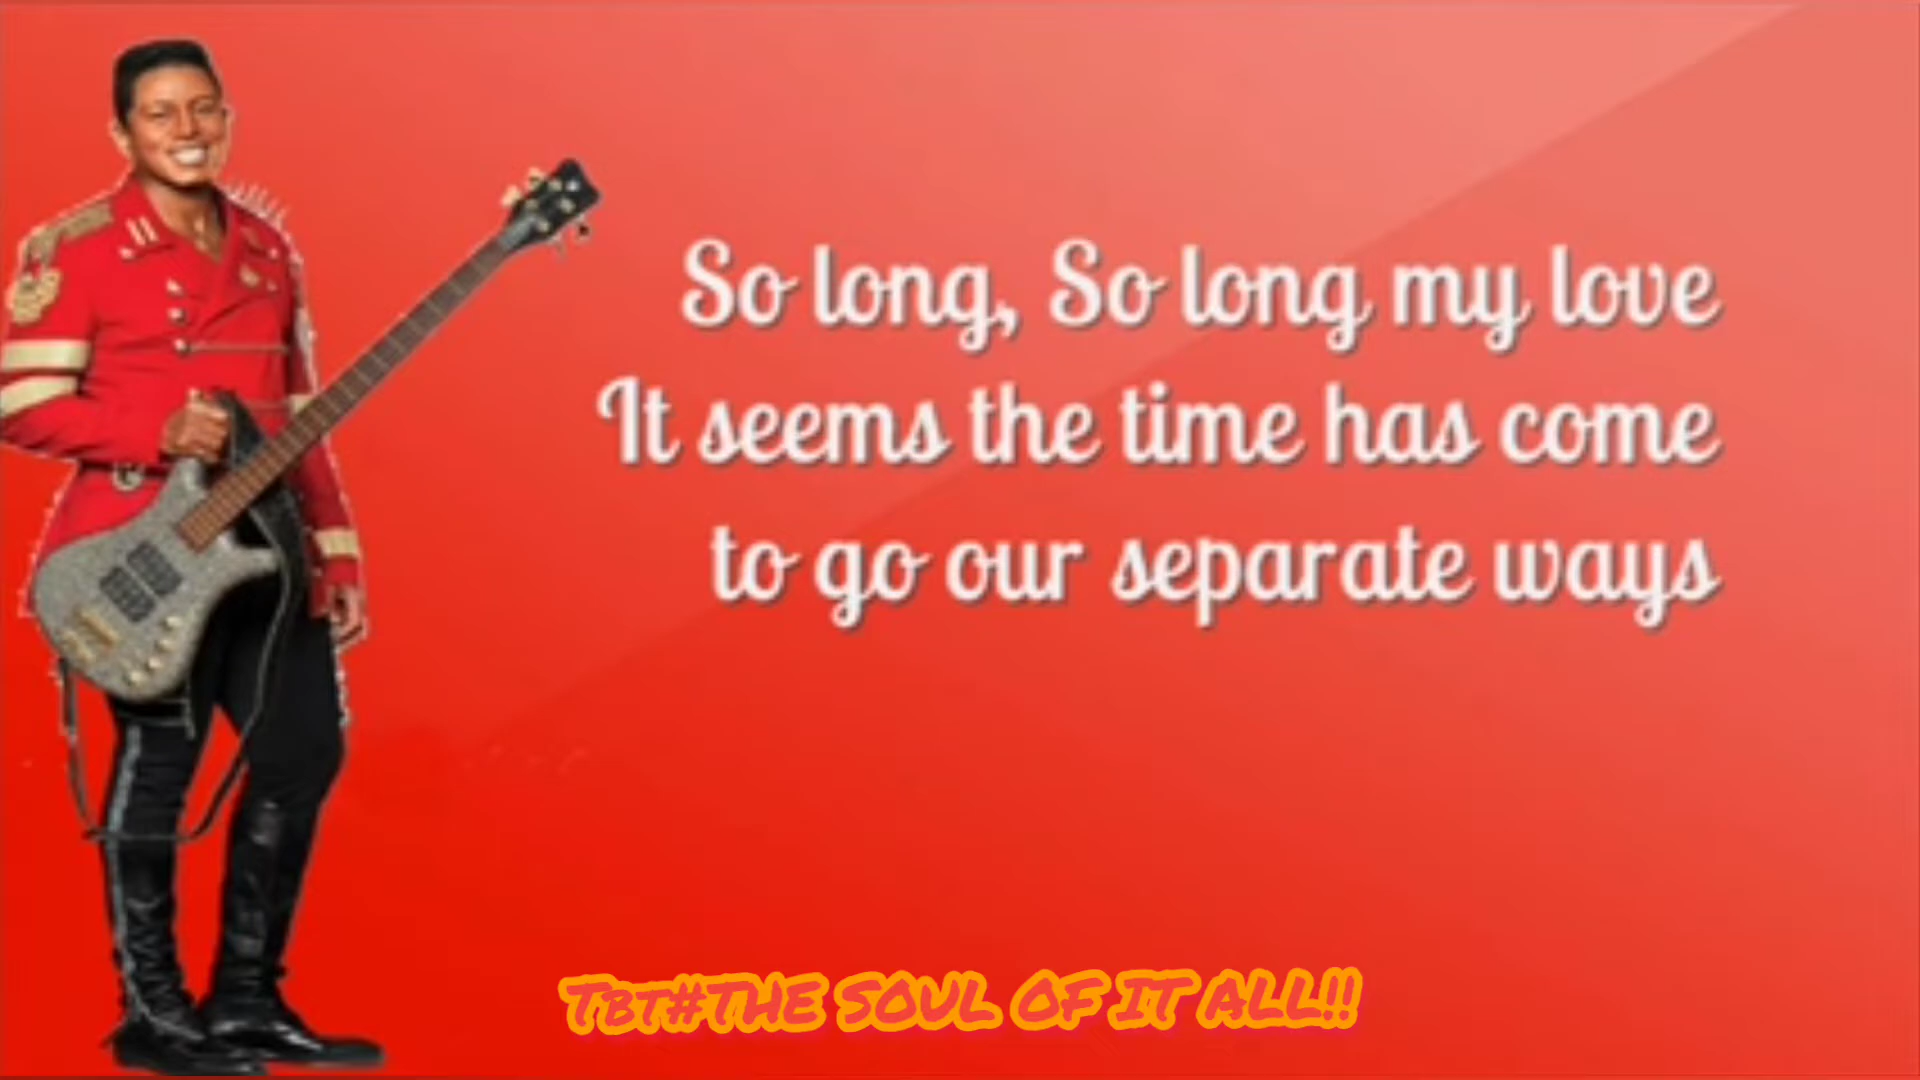 So long, So long my love
It seems the time has come
to go our separate ways
TBT#THE SOUL OF IT ALL!!